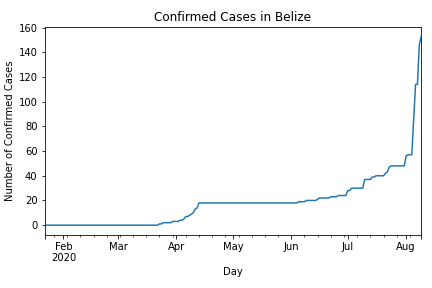 Confirmed Cases in Belize
Number of Confirmed Cases
160
140
120
100
80
60
40
20
0
Feb Mar Apr May Jun Jul Aug
2020
Day